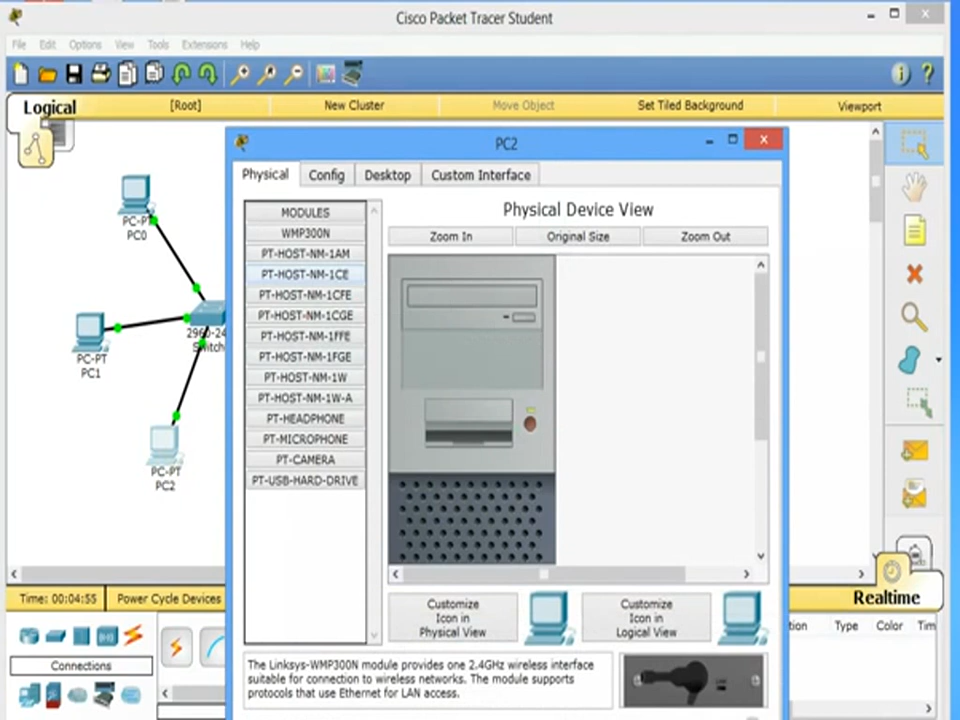 Cisco Packet Tracer Student
File Edit Options View Tools Extensions Help
Logical [Root] New Cluster Move Object Set Tiled Background Viewport
PC2
Physical Config Desktop Custom Interface
MODULES
WMP300N
PT-HOST-NM-1AM
PT-HOST-NM-1CE
PT-HOST-NM-1CFE
PT-HOST-NM-1CGE
PT-HOST-NM-1FFE
PT-HOST-NM-1FGE
PT-HOST-NM-1W
PT-HOST-NM-1W-A
PT-HEADPHONE
PT-MICROPHONE
PT-CAMERA
PT-USB-HARD-DRIVE
Physical Device View
Zoom In Original Size Zoom Out
PC-PT
PC0
2960-24
Switch
PC-PT
PC1
PC-PT
PC2
Customize
Icon in
Physical View
Customize
Icon in
Logical View
The Linksys-WMP300N module provides one 2.4GHz wireless interface
suitable for connection to wireless networks. The module supports
protocols that use Ethernet for LAN access.
Time: 00:04:55 Power Cycle Devices
Realtime
Connections
tion Type Color Tim